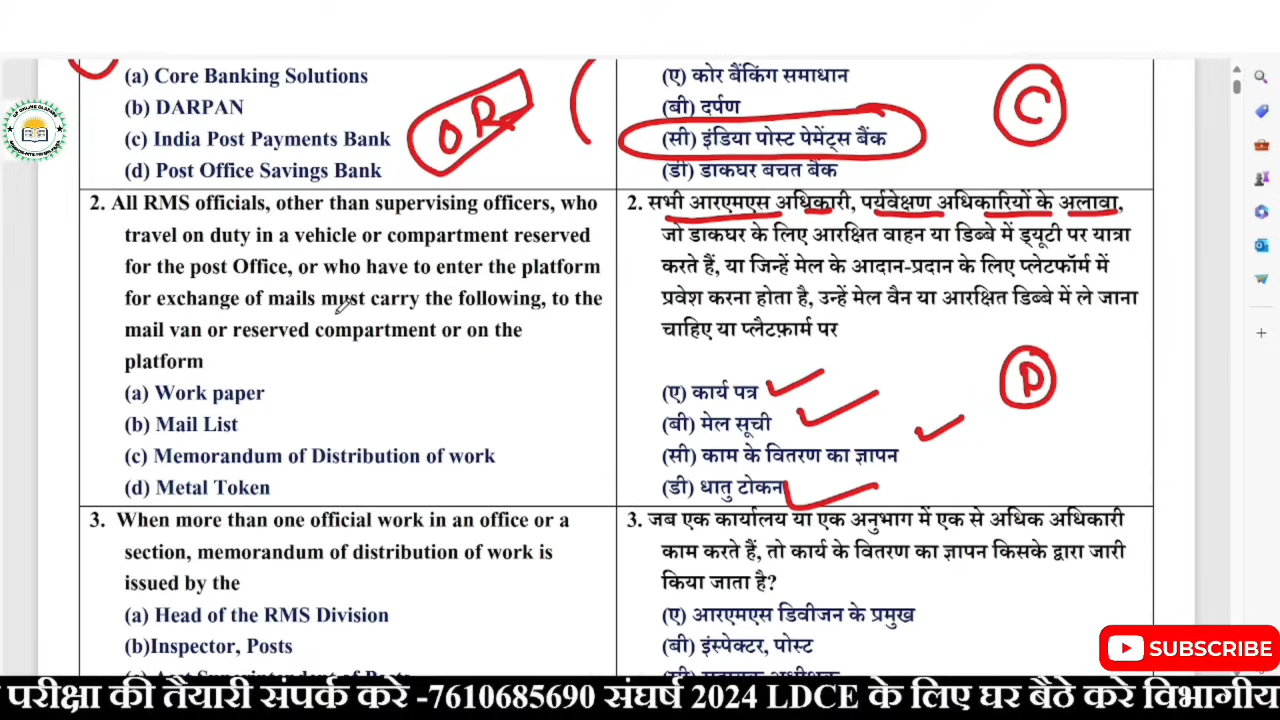 (a) Core Banking Solutions
(b) DARPAN
(c) India Post Payments Bank
(d) Post Office Savings Bank
OR
(ए) कोर बैंकिंग समाधान
(बी) दर्पण
(सी) इंडिया पोस्ट पेमेंट्स बैंक
(डी) डाकघर बचत बैंक
C
2. All RMS officials, other than supervising officers, who
travel on duty in a vehicle or compartment reserved
for the post Office, or who have to enter the platform
for exchange of mails must carry the following, to the
mail van or reserved compartment or on the
platform
(a) Work paper
(b) Mail List
(c) Memorandum of Distribution of work
(d) Metal Token
2. सभी आरएमएस अधिकारी, पर्यवेक्षण अधिकारियों के अलावा,
जो डाकघर के लिए आरक्षित वाहन या डिब्बे में ड्यूटी पर यात्रा
करते हैं, या जिन्हें मेल के आदान-प्रदान के लिए प्लेटफॉर्म में
प्रवेश करना होता है, उन्हें मेल वैन या आरक्षित डिब्बे में ले जाना
चाहिए या प्लैटफ़ार्म पर
(ए) कार्य पत्र
(बी) मेल सूची
(सी) काम के वितरण का ज्ञापन
(डी) धातु टोकन
D
3. When more than one official work in an office or a
section, memorandum of distribution of work is
issued by the
(a) Head of the RMS Division
(b)Inspector, Posts
3. जब एक कार्यालय या एक अनुभाग में एक से अधिक अधिकारी
काम करते हैं, तो कार्य के वितरण का ज्ञापन किसके द्वारा जारी
किया जाता है?
(ए) आरएमएस डिवीजन के प्रमुख
(बी) इंस्पेक्टर, पोस्ट
SUBSCRIBE
परीक्षा की तैयारी संपर्क करे -7610685690 संघर्ष 2024 LDCE के लिए घर बैठे करे विभागीय